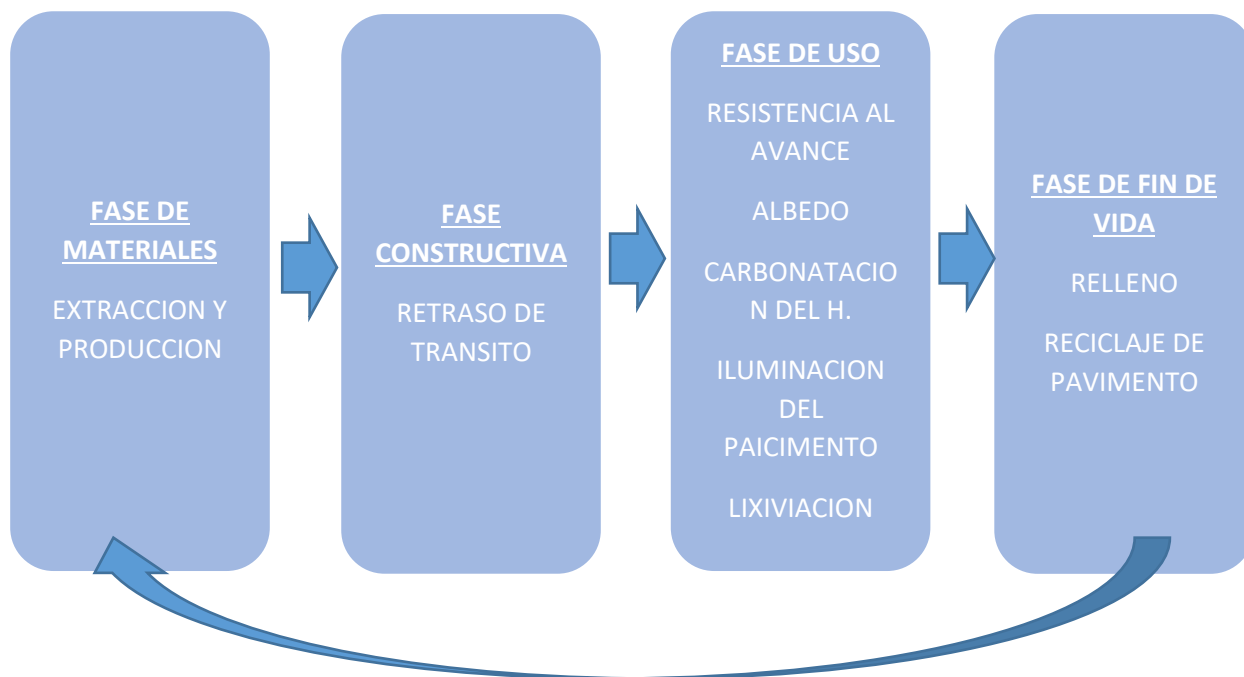 FASE DE
MATERIALES
EXTRACCION Y
PRODUCCION
FASE
CONSTRUCTIVA
RETRASO DE
TRANSITO
FASE DE USO
RESISTENCIA AL
AVANCE
ALBEDO
CARBONATACIO
N DEL H.
ILUMINACION
DEL
PAICIMENTO
LIXIVIACION
FASE DE FIN DE
VIDA
RELLENO
RECICLAJE DE
PAVIMENTO